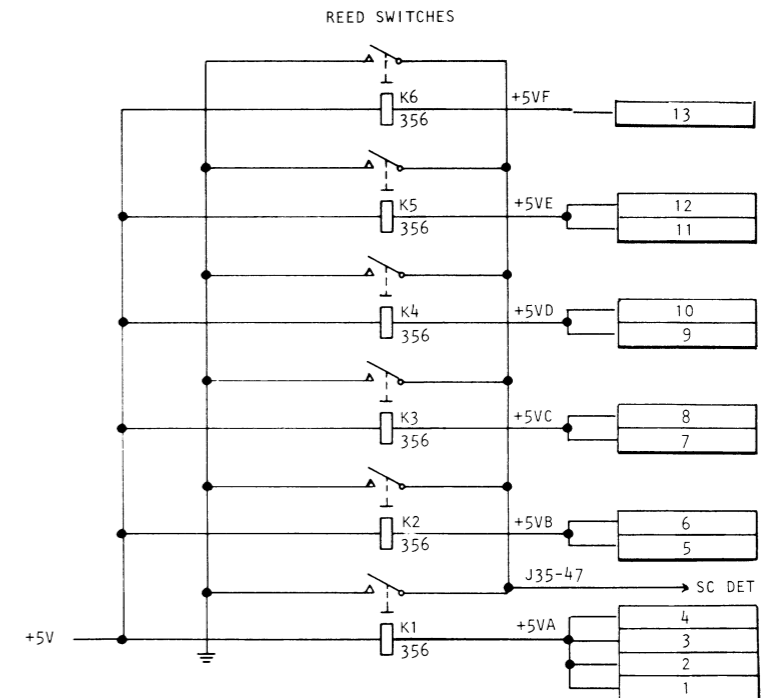 REED SWITCHES
K6
356
+5VF
13
K5
356
+5VE
12
11
K4
356
+5VD
10
9
K3
356
+5VC
8
7
K2
356
+5VB
6
5
J35-47
SC DET
+5V
K1
356
+5VA
4
3
2
1